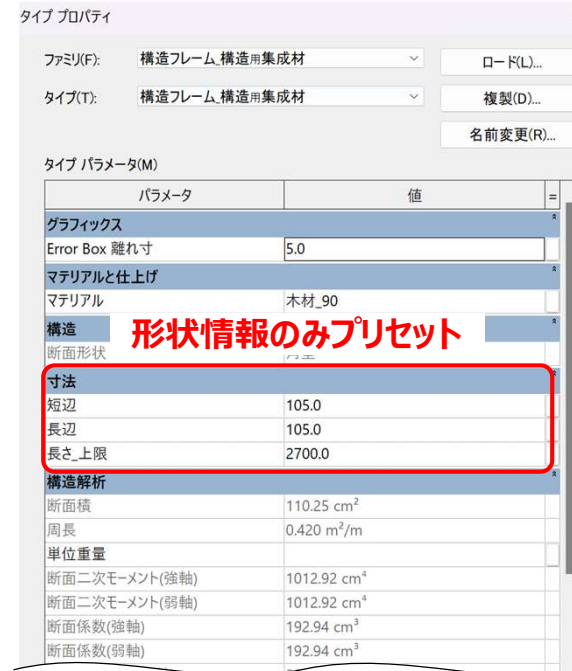 タイプ プロパティ
ファミリ(F): 構造フレーム_構造用集成材 ロード(L)...
タイプ(T): 構造フレーム_構造用集成材 複製(D)...
名前変更(R)...
タイプ パラメータ(M)
パラメータ 値 =
グラフィックス
Error Box 離れ寸 5.0
マテリアルと仕上げ
マテリアル 木材_90
構造
形状情報のみプリセット
断面形状
寸法
短辺 105.0
長辺 105.0
長さ_上限 2700.0
構造解析
断面積 110.25 cm²
周長 0.420 m²/m
単位重量
断面二次モーメント(強軸) 1012.92 cm⁴
断面二次モーメント(弱軸) 1012.92 cm⁴
断面係数(強軸) 192.94 cm³
断面係数(弱軸) 192.94 cm³